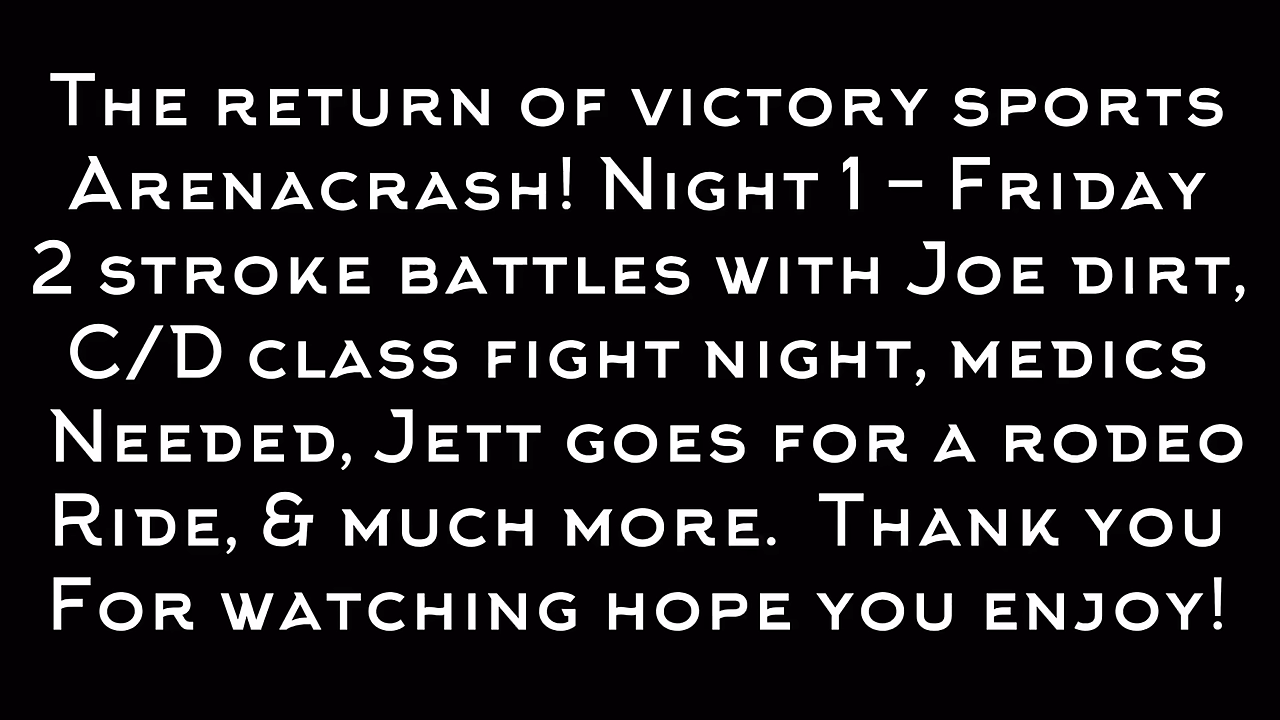 The return of victory sports
Arenacrash! Night 1 – Friday
2 stroke battles with Joe dirt,
C/D class fight night, medics
Needed, Jett goes for a rodeo
Ride, & much more. Thank you
For watching hope you enjoy!